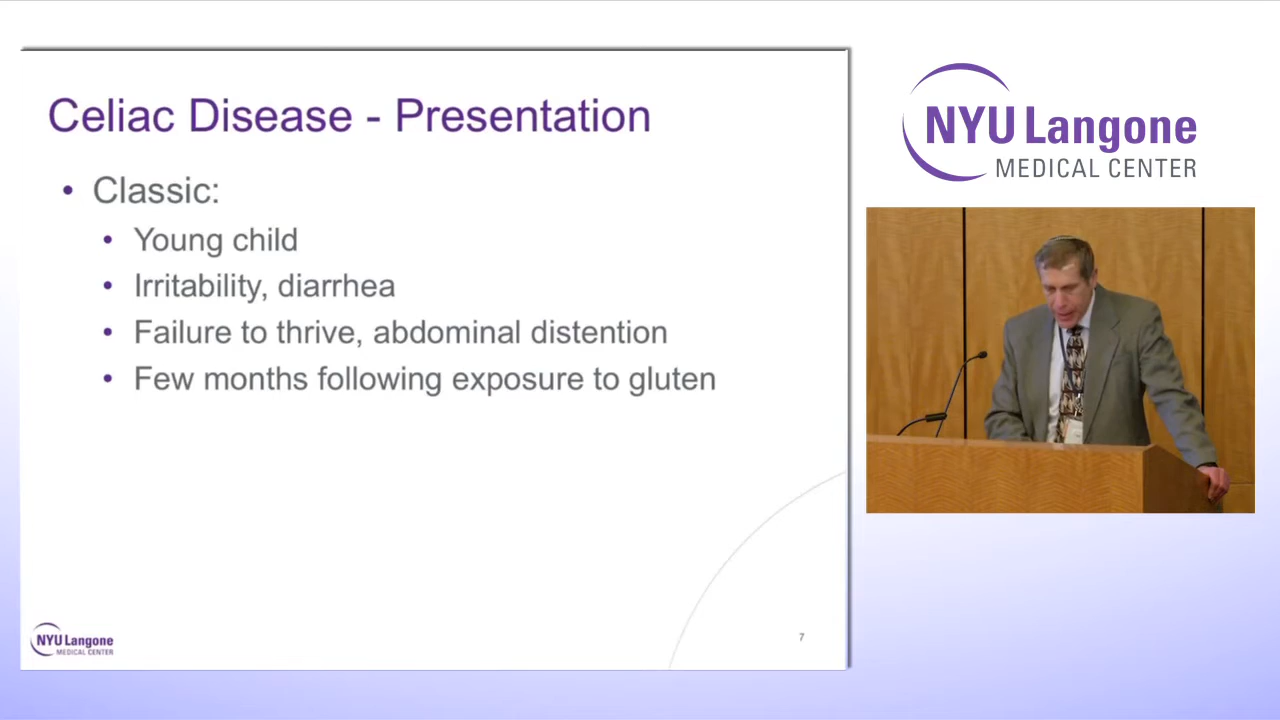 Celiac Disease - Presentation
• Classic:
• Young child
• Irritability, diarrhea
• Failure to thrive, abdominal distention
• Few months following exposure to gluten
NYU Langone
MEDICAL CENTER
7
NYU Langone
MEDICAL CENTER